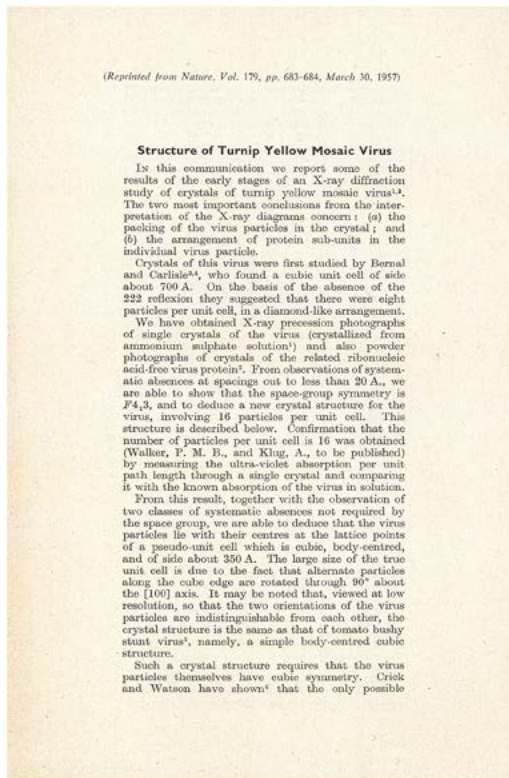 (Reprinted from Nature, Vol. 179, pp. 683-684, March 30, 1957)
Structure of Turnip Yellow Mosaic Virus
IN this communication we report some of the
results of the early stages of an X-ray diffraction
study of crystals of turnip yellow mosaic virus¹,².
The two most important conclusions from the inter-
pretation of the X-ray diagrams concern : (a) the
packing of the virus particles in the crystal ; and
(b) the arrangement of protein sub-units in the
individual virus particle.
Crystals of this virus were first studied by Bernal
and Carlisle³,⁴, who found a cubic unit cell of side
about 700 A. On the basis of the absence of the
222 reflexion they suggested that there were eight
particles per unit cell, in a diamond-like arrangement.
We have obtained X-ray precession photographs
of single crystals of the virus (crystallized from
ammonium sulphate solution¹) and also powder
photographs of crystals of the related ribonucleic
acid-free virus protein². From observations of system-
atic absences at spacings out to less than 20 A., we
are able to show that the space-group symmetry is
F4₁3, and to deduce a new crystal structure for the
virus, involving 16 particles per unit cell. This
structure is described below. Confirmation that the
number of particles per unit cell is 16 was obtained
(Walker, P. M. B., and Klug, A., to be published)
by measuring the ultra-violet absorption per unit
path length through a single crystal and comparing
it with the known absorption of the virus in solution.
From this result, together with the observation of
two classes of systematic absences not required by
the space group, we are able to deduce that the virus
particles lie with their centres at the lattice points
of a pseudo-unit cell which is cubic, body-centred,
and of side about 350 A. The large size of the true
unit cell is due to the fact that alternate particles
along the cube edge are rotated through 90° about
the [100] axis. It may be noted that, viewed at low
resolution, so that the two orientations of the virus
particles are indistinguishable from each other, the
crystal structure is the same as that of tomato bushy
stunt virus⁵, namely, a simple body-centred cubic
structure.
Such a crystal structure requires that the virus
particles themselves have cubic symmetry. Crick
and Watson have shown⁶ that the only possible